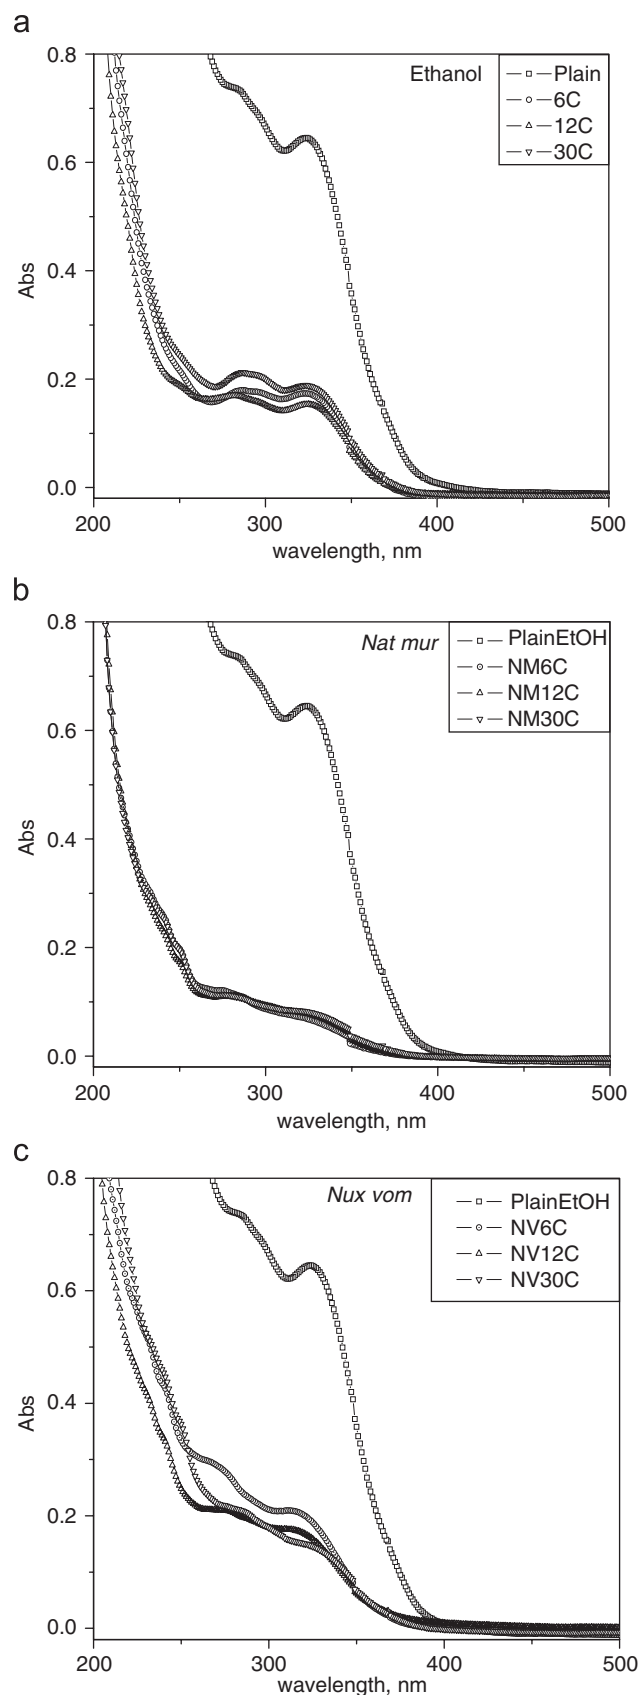 a
0.8
Ethanol
Plain
6C
12C
30C
0.6
Abs
0.4
0.2
0.0
200
300
400
500
wavelength, nm
b
0.8
Nat mur
PlainEtOH
NM6C
NM12C
NM30C
0.6
Abs
0.4
0.2
0.0
200
300
400
500
wavelength, nm
c
0.8
Nux vom
PlainEtOH
NV6C
NV12C
NV30C
0.6
Abs
0.4
0.2
0.0
200
300
400
500
wavelength, nm